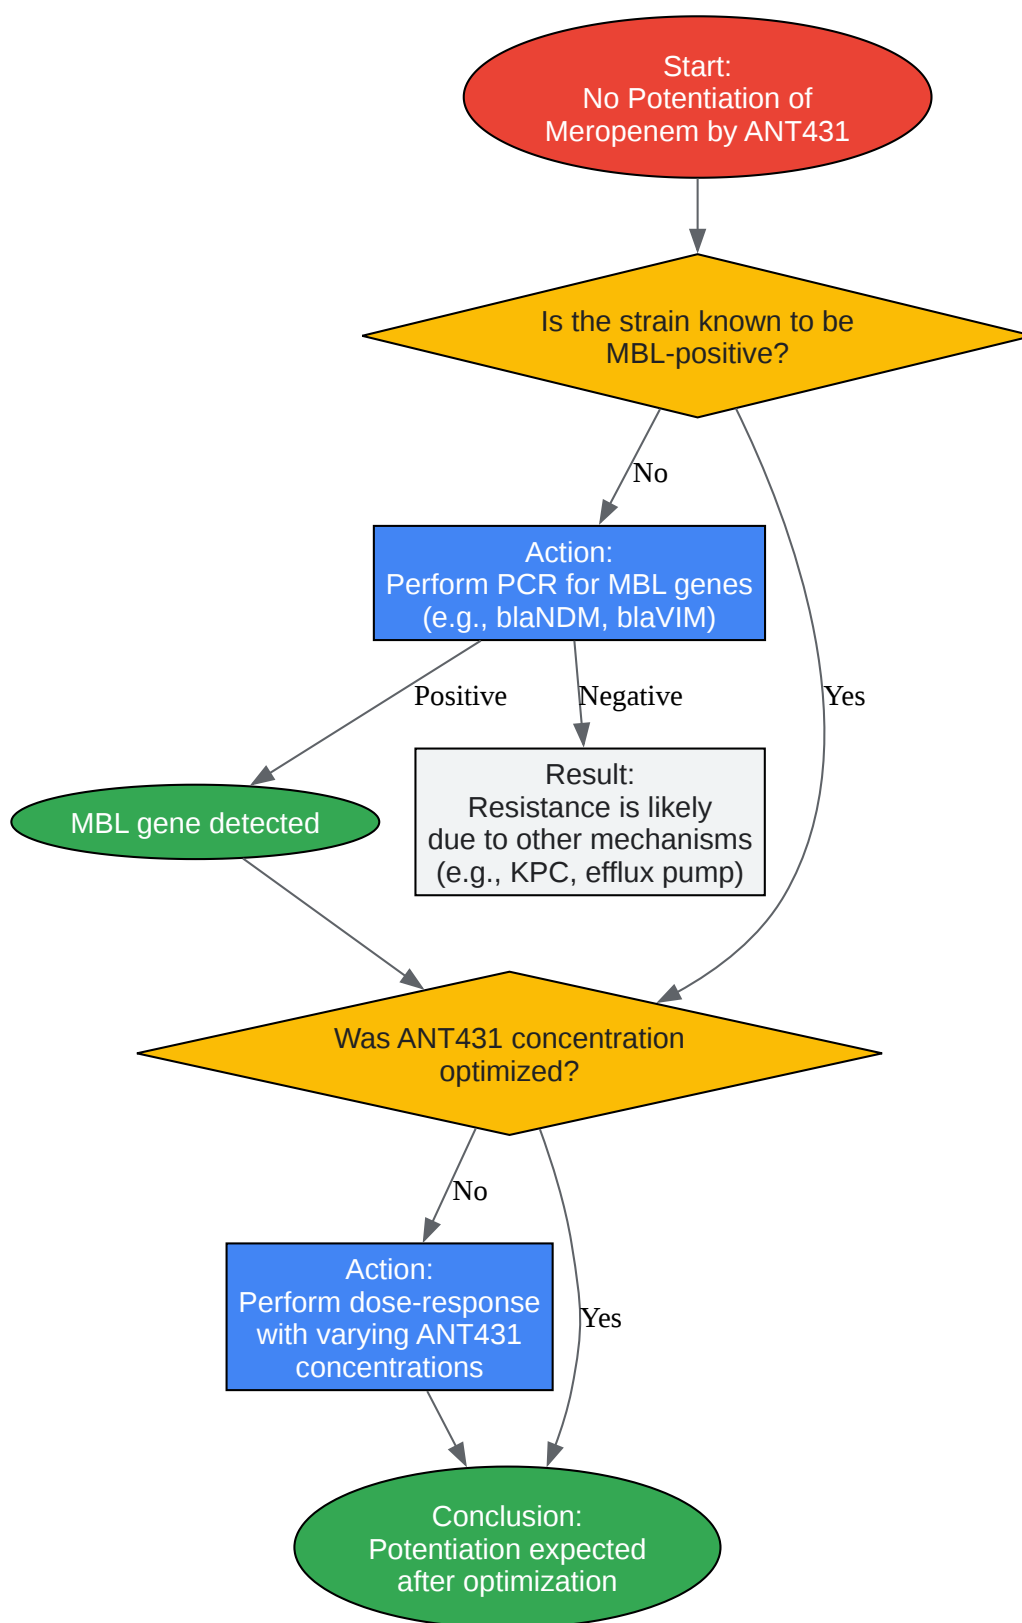 Start:
No Potentiation of
Meropenem by ANT431
Is the strain known to be
MBL-positive?
No
Yes
Action:
Perform PCR for MBL genes
(e.g., blaNDM, blaVIM)
Positive
Negative
MBL gene detected
Result:
Resistance is likely
due to other mechanisms
(e.g., KPC, efflux pump)
Was ANT431 concentration
optimized?
No
Yes
Action:
Perform dose-response
with varying ANT431
concentrations
Conclusion:
Potentiation expected
after optimization